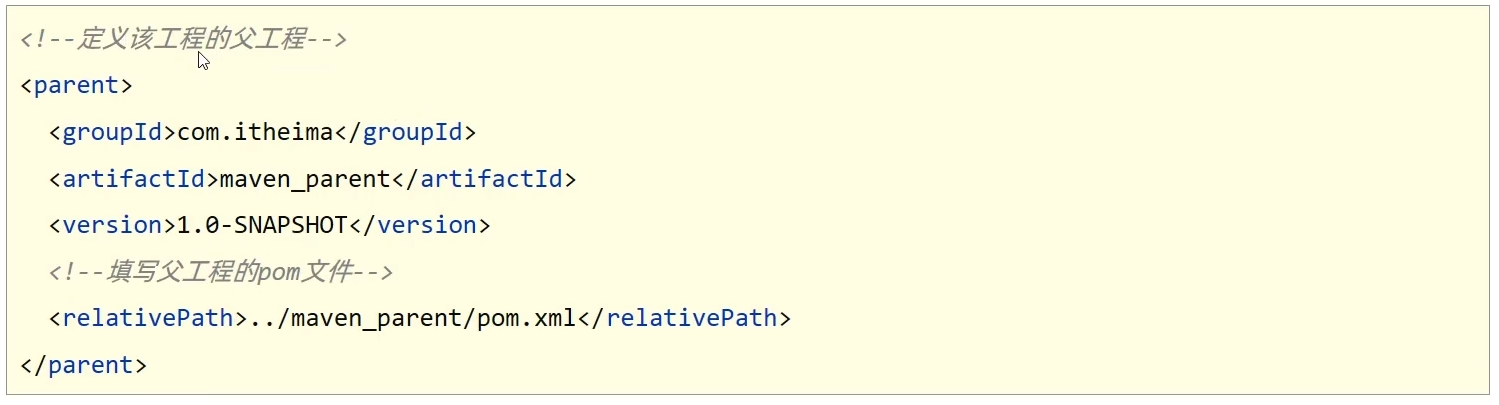 <!--定义该工程的父工程-->
<parent>
<groupId>com.itheima</groupId>
<artifactId>maven_parent</artifactId>
<version>1.0-SNAPSHOT</version>
<!--填写父工程的pom文件-->
<relativePath>../maven_parent/pom.xml</relativePath>
</parent>